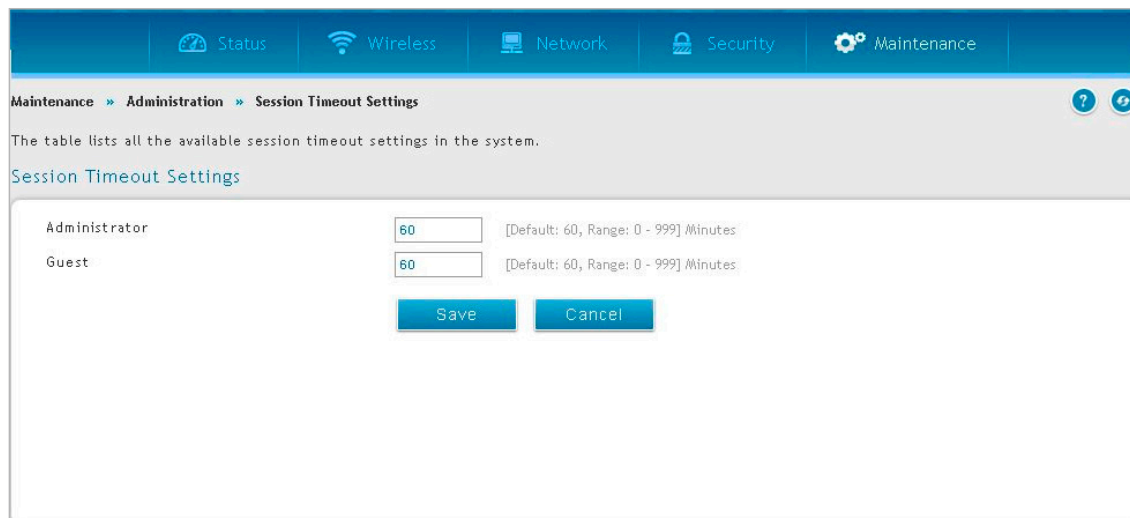 Status Wireless Network Security Maintenance
Maintenance » Administration » Session Timeout Settings
The table lists all the available session timeout settings in the system.
Session Timeout Settings
Administrator 60 [Default: 60, Range: 0 - 999] Minutes
Guest 60 [Default: 60, Range: 0 - 999] Minutes
Save Cancel